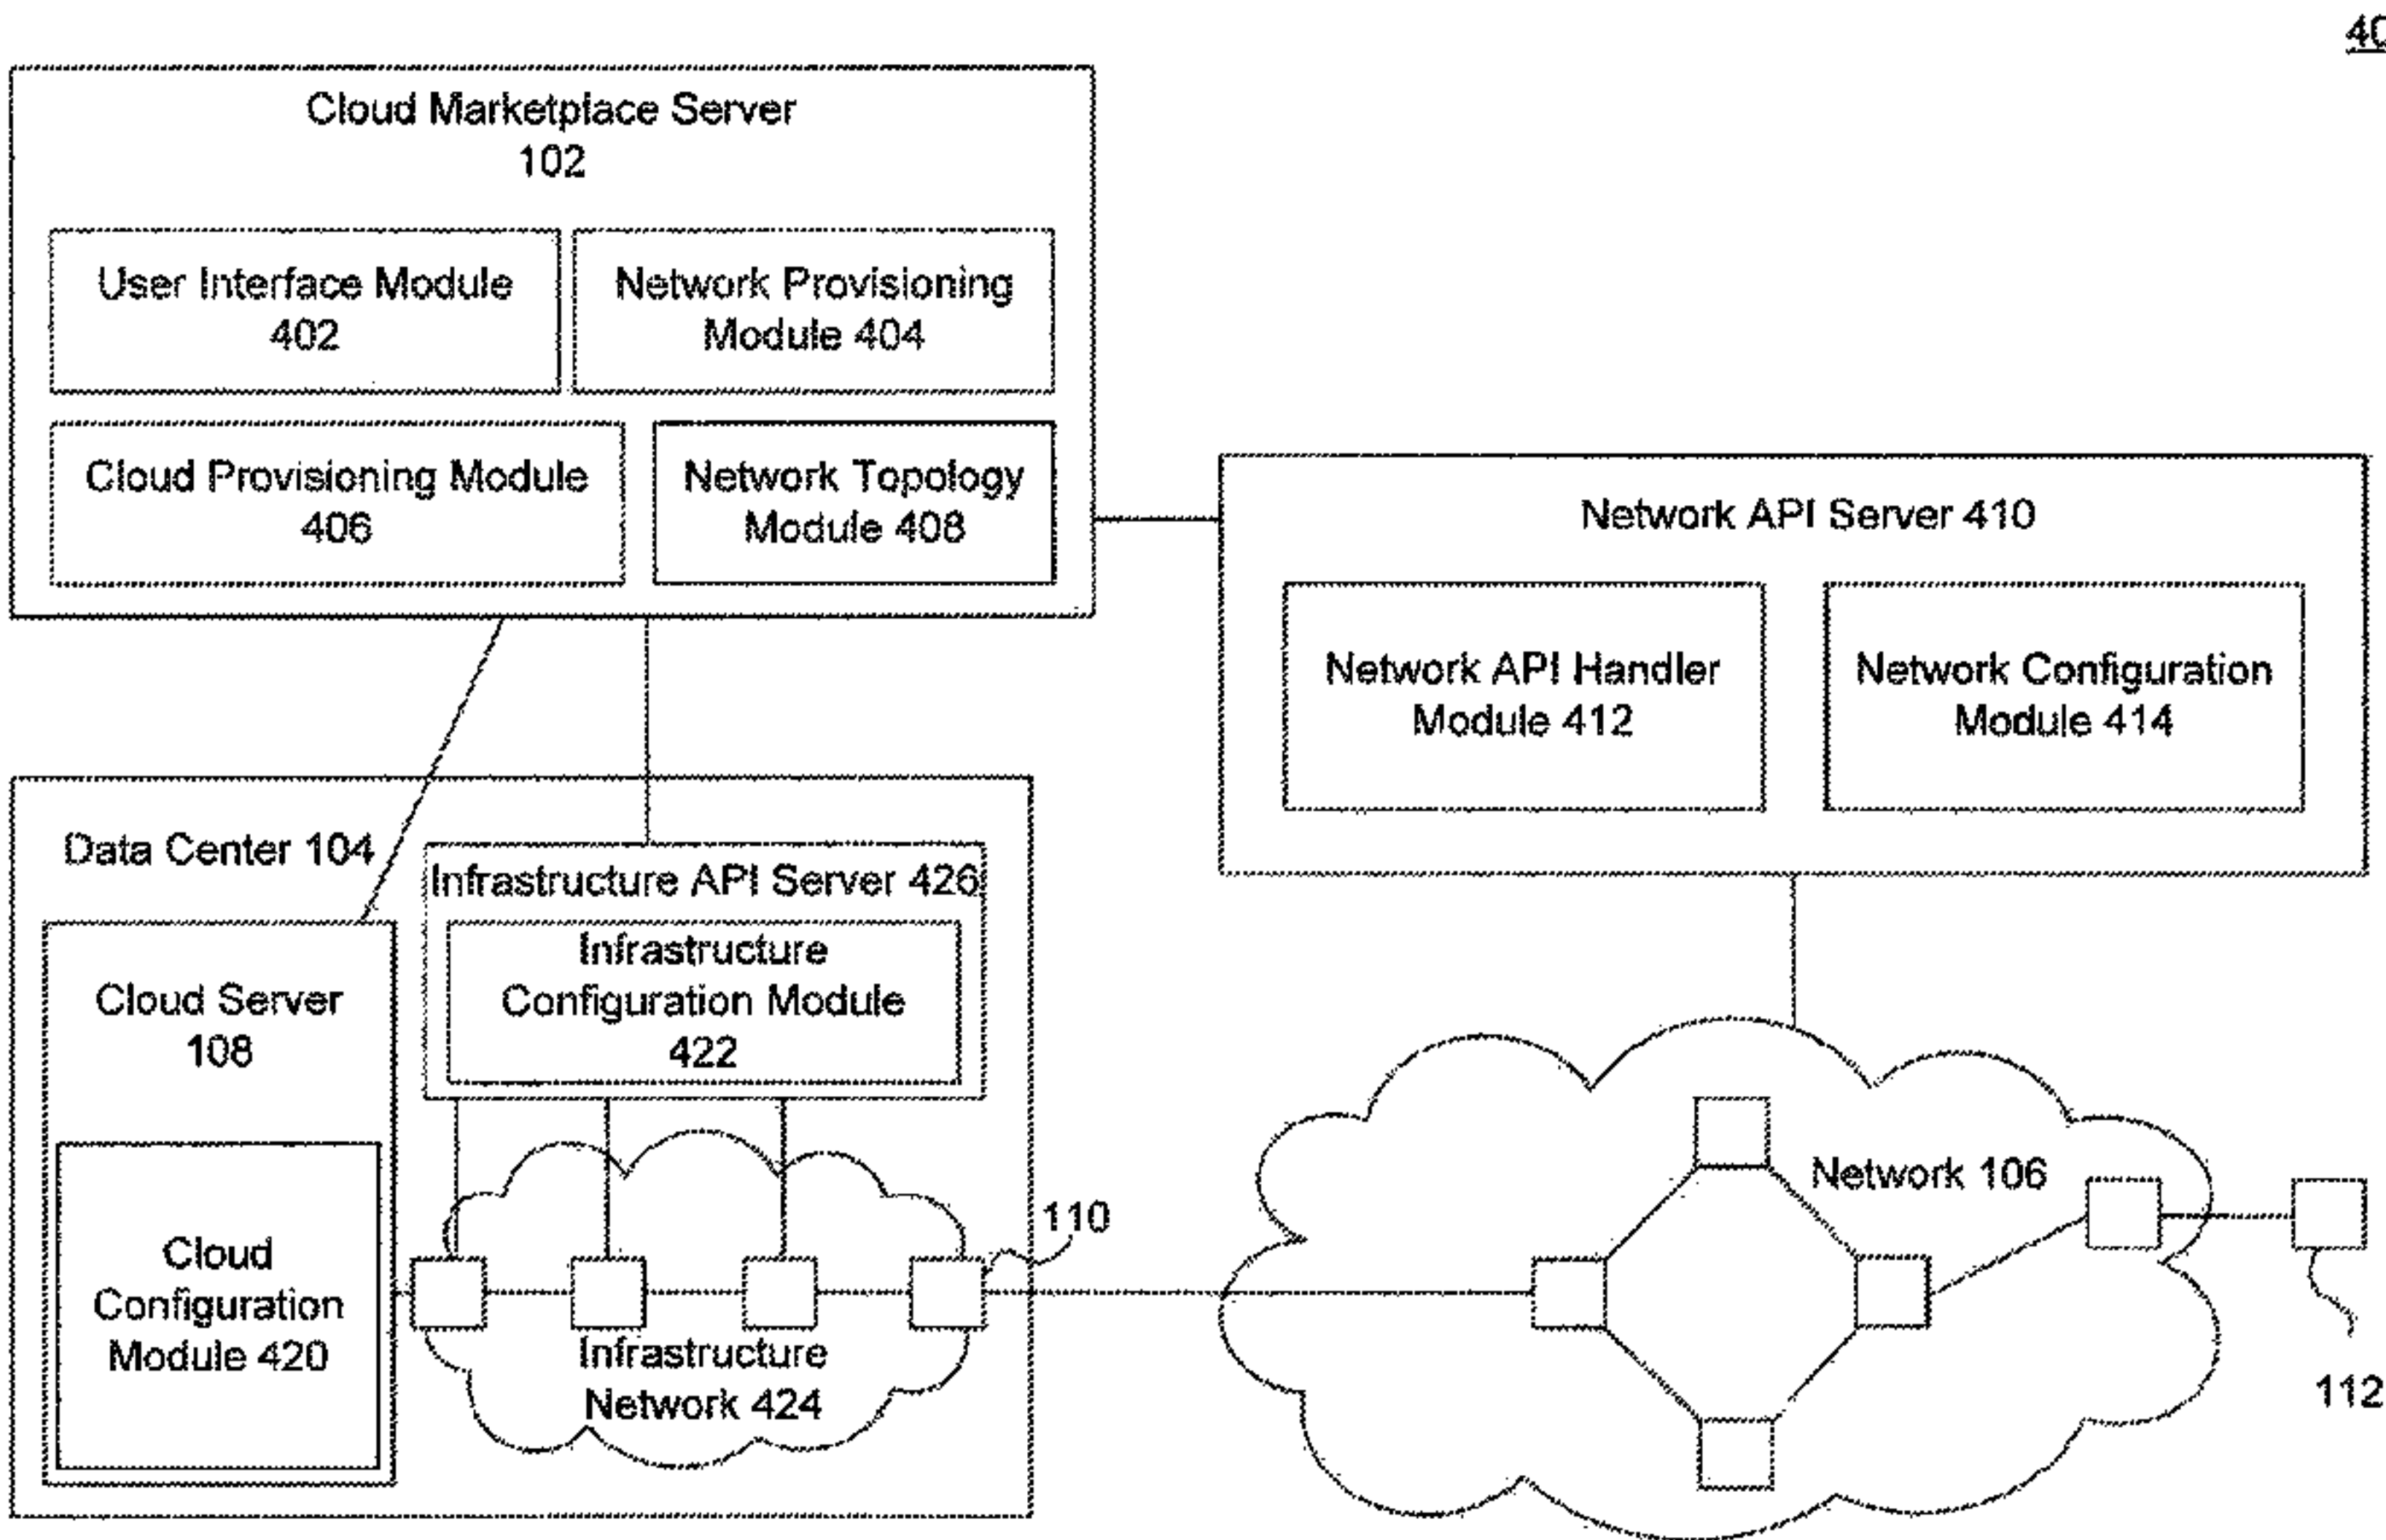 40
Cloud Marketplace Server
102
User Interface Module
402
Network Provisioning
Module 404
Cloud Provisioning Module
406
Network Topology
Module 408
Network API Server 410
Network API Handler
Module 412
Network Configuration
Module 414
Data Center 104
Infrastructure API Server 426
Infrastructure
Configuration Module
422
Cloud Server
108
Cloud
Configuration
Module 420
110
Infrastructure
Network 424
Network 106
112